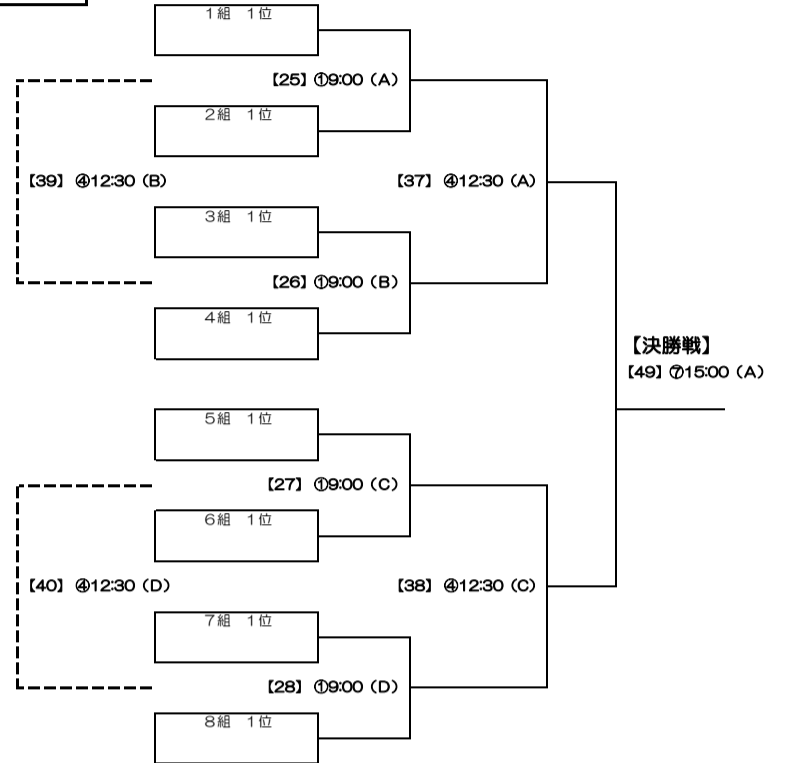 1組 1位
【25】 ①9:00（A）
2組 1位
【39】 ④12:30（B）
【37】 ④12:30（A）
3組 1位
【26】 ①9:00（B）
4組 1位
【決勝戦】
【49】 ⑦15:00（A）
5組 1位
【27】 ①9:00（C）
6組 1位
【40】 ④12:30（D）
【38】 ④12:30（C）
7組 1位
【28】 ①9:00（D）
8組 1位